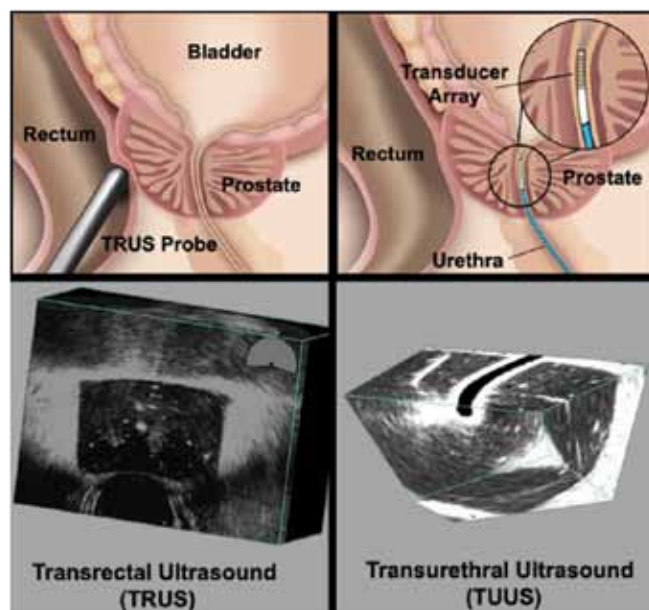 Bladder
Rectum
Prostate
TRUS Probe
Transducer
Array
Rectum
Prostate
Urethra
Transrectal Ultrasound
(TRUS)
Transurethral Ultrasound
(TUUS)